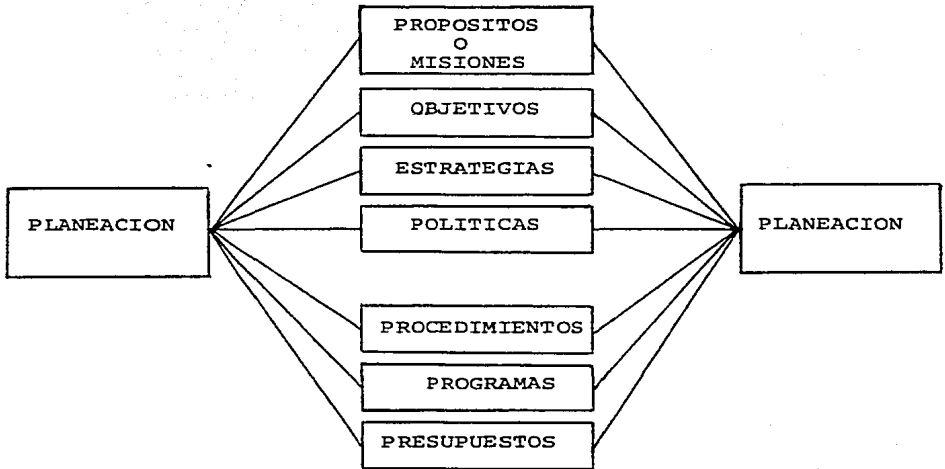 PROPOSITOS
O
MISIONES
OBJETIVOS
ESTRATEGIAS
PLANEACION
POLITICAS
PLANEACION
PROCEDIMIENTOS
PROGRAMAS
PRESUPUESTOS